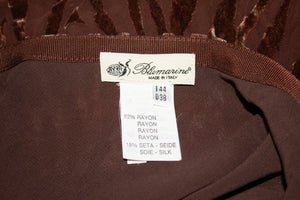 Blumarine
MADE IN ITALY
144
038
82% RAYON
RAYON
RAYON
RAYON
18% SETA - SEIDE
SOIE - SILK